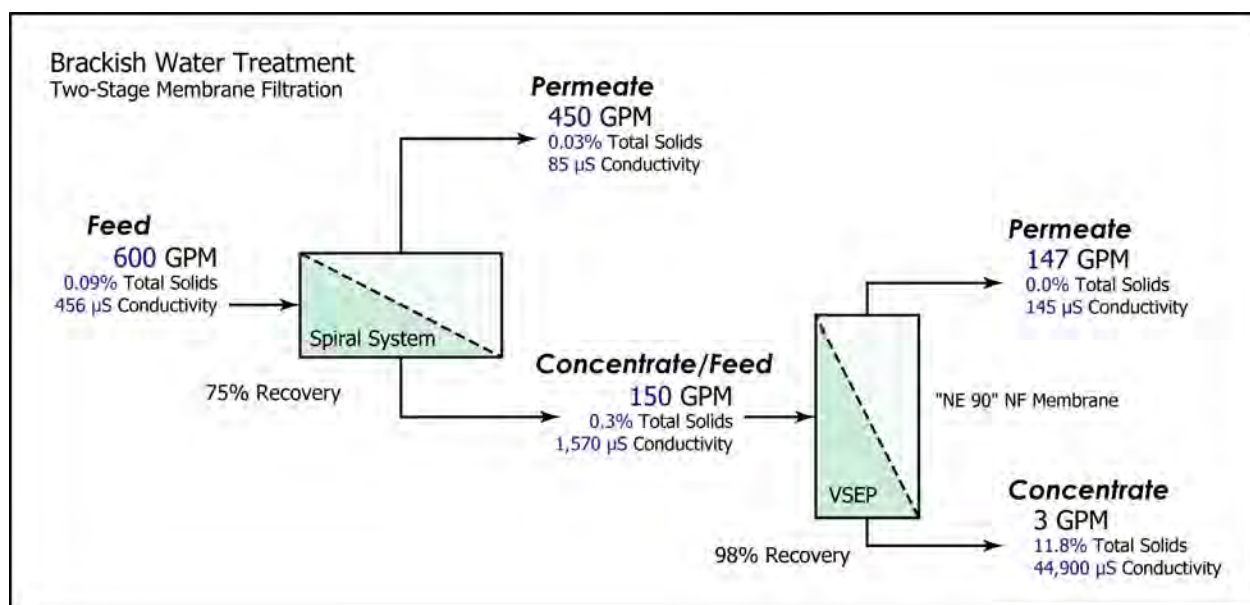 Brackish Water Treatment
Two-Stage Membrane Filtration
Permeate
450 GPM
0.03% Total Solids
85 µS Conductivity
Feed
600 GPM
0.09% Total Solids
456 µS Conductivity
Spiral System
75% Recovery
Concentrate/Feed
150 GPM
0.3% Total Solids
1,570 µS Conductivity
Permeate
147 GPM
0.0% Total Solids
145 µS Conductivity
"NE 90" NF Membrane
VSEP
98% Recovery
Concentrate
3 GPM
11.8% Total Solids
44,900 µS Conductivity